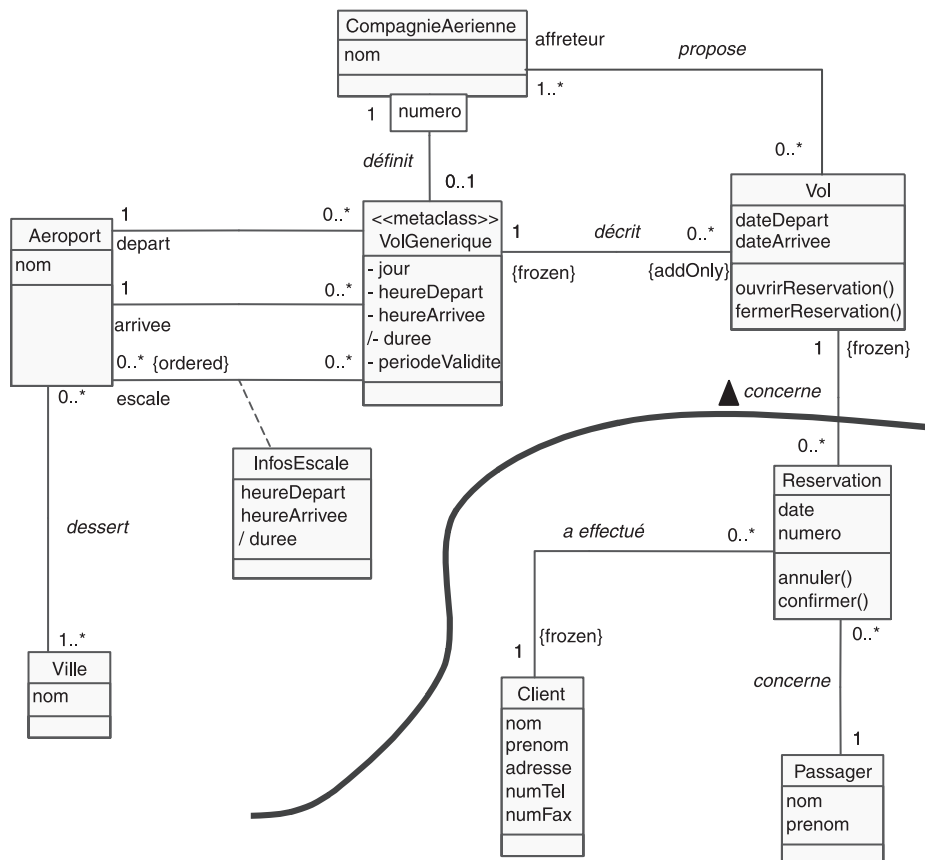 CompagnieAerienne
nom
affreteur
propose
1..*
1
numero
définit
0..1
0..*
Vol
dateDepart
dateArrivee
ouvrirReservation()
fermerReservation()
<<metaclass>>
VolGenerique
- jour
- heureDepart
- heureArrivee
/- duree
- periodeValidite
1
décrit
0..*
{frozen}
{addOnly}
Aeroport
nom
1
0..*
depart
1
0..*
arrivee
0..* {ordered}
0..*
escale
0..*
InfosEscale
heureDepart
heureArrivee
/ duree
dessert
1..*
Ville
nom
1
{frozen}
concerne
0..*
Reservation
date
numero
annuler()
confirmer()
a effectué
0..*
{frozen}
1
Client
nom
prenom
adresse
numTel
numFax
0..*
concerne
1
Passager
nom
prenom